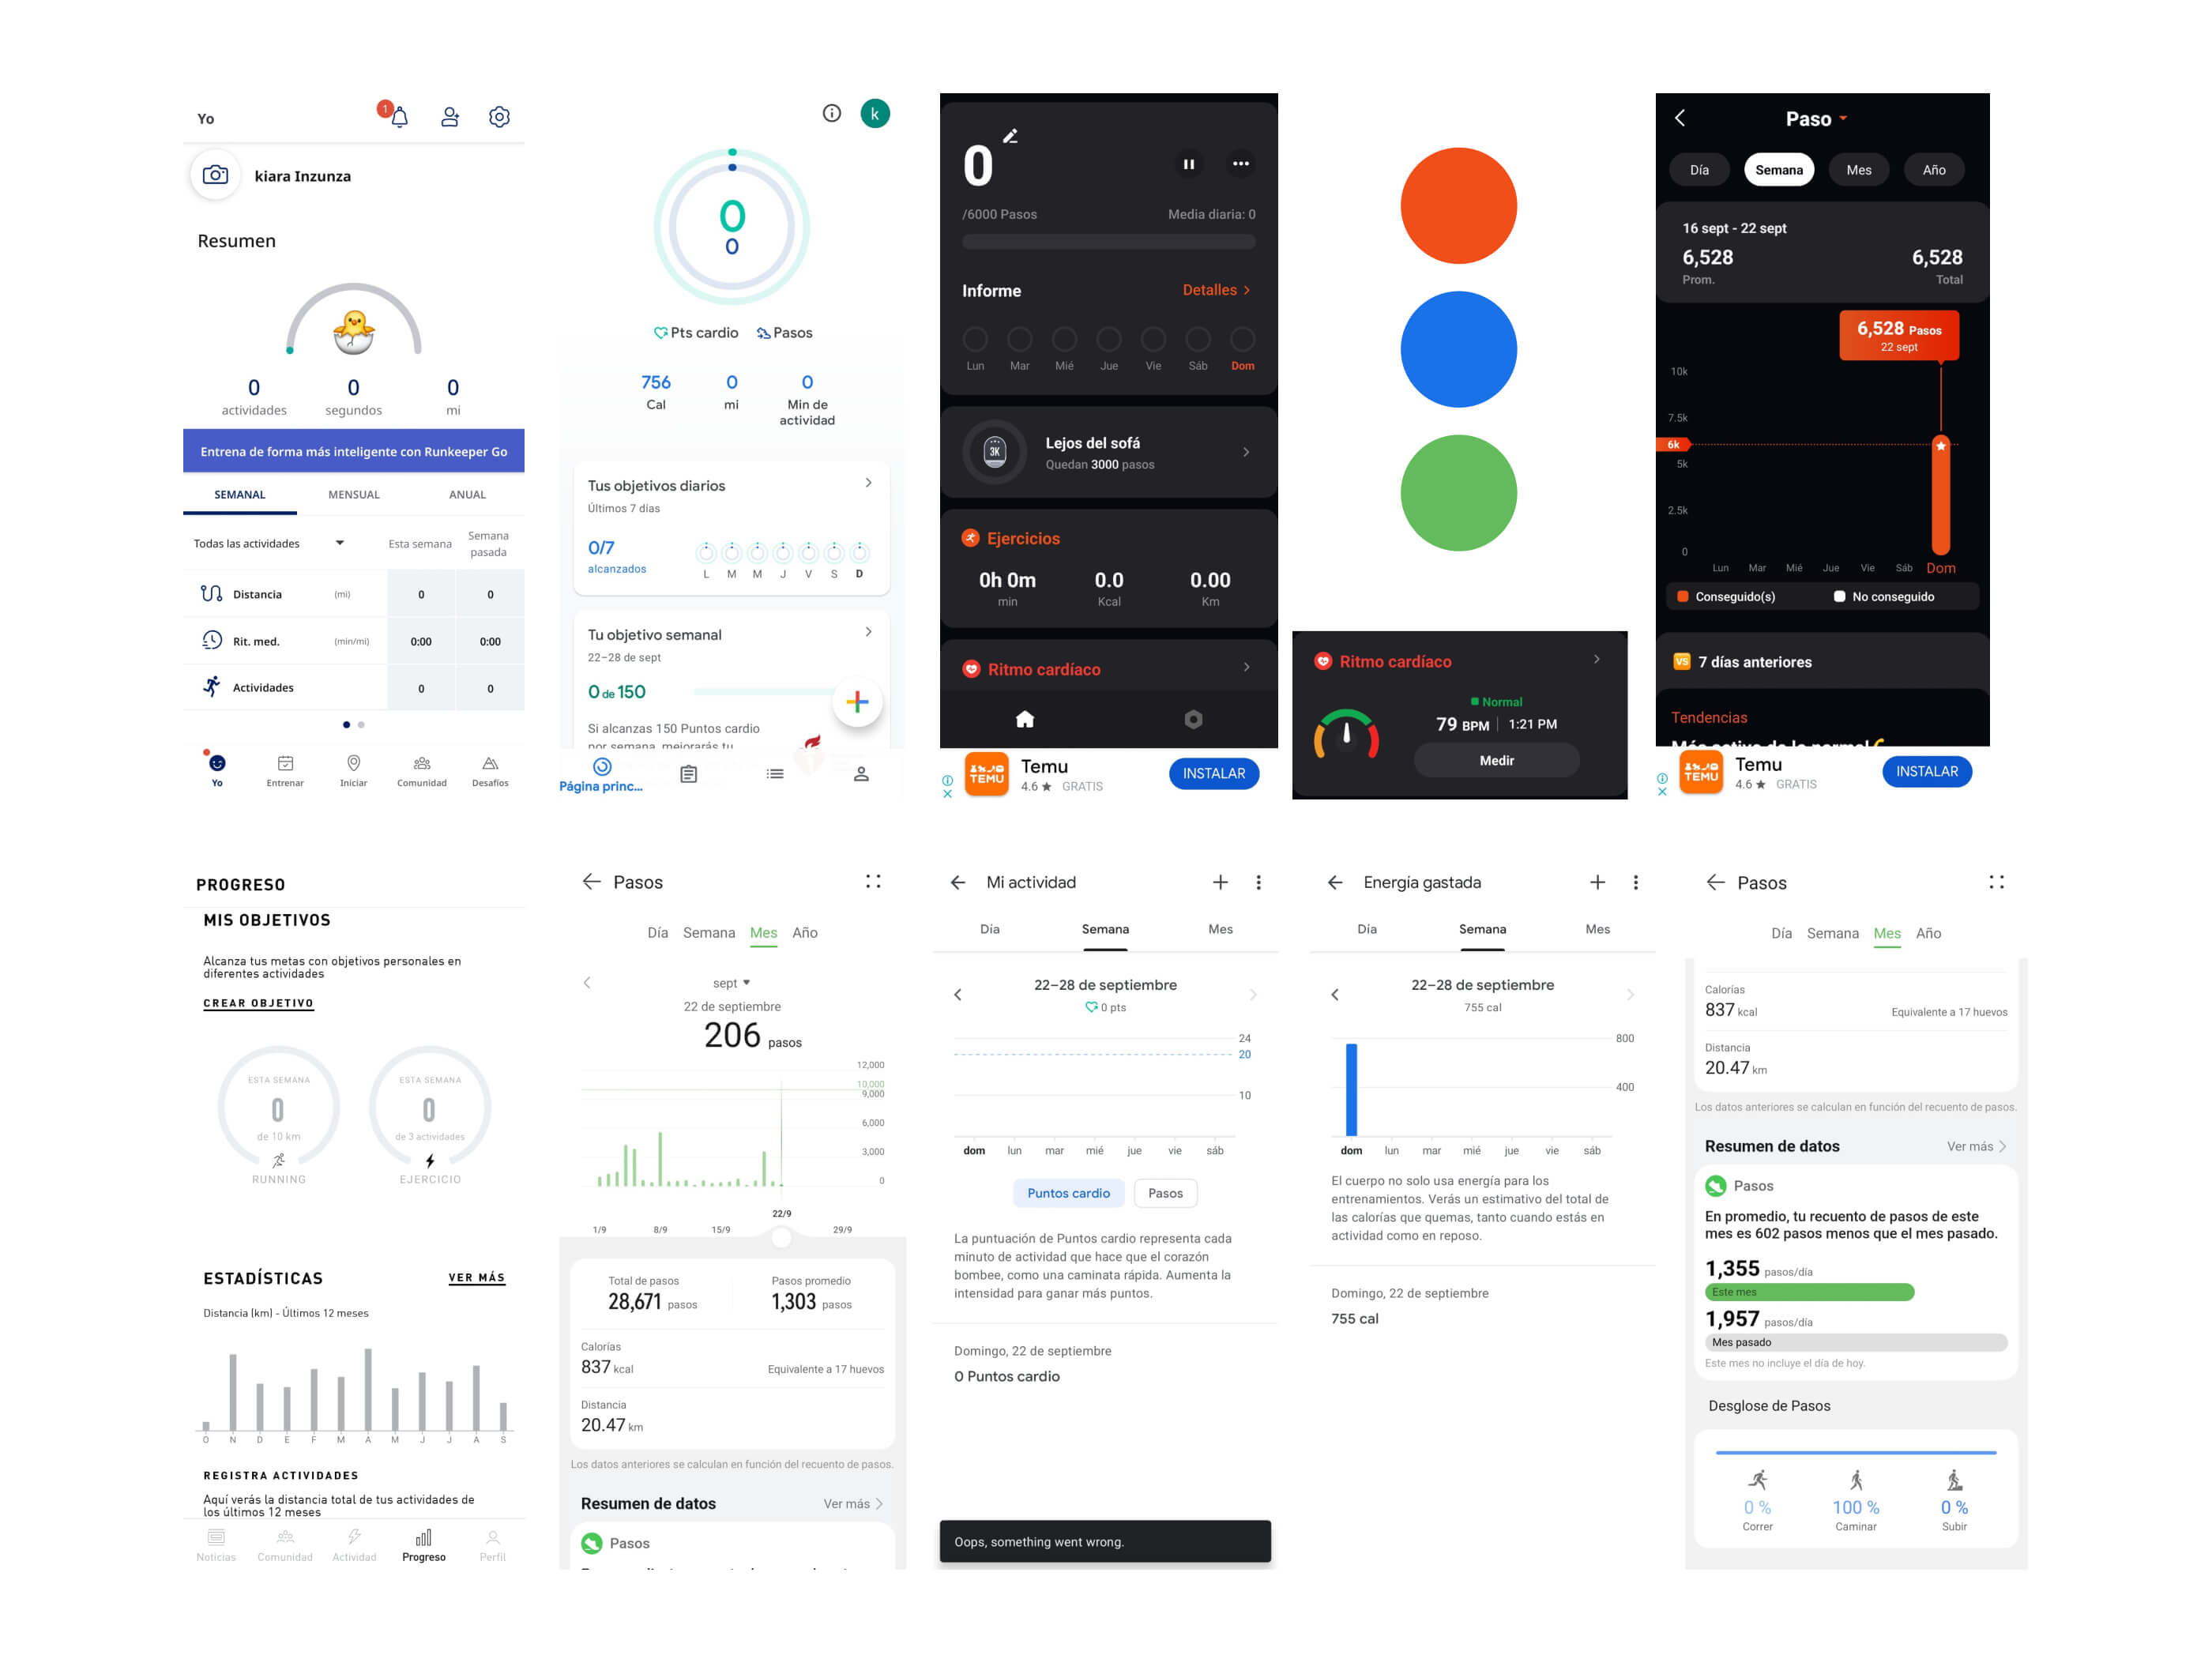 Yo
1
kiara Inzunza
Resumen
0 0 0
actividades segundos mi
Entrena de forma más inteligente con Runkeeper Go
SEMANAL MENSUAL ANUAL
Todas las actividades Esta semana Semana pasada
Distancia (mi) 0 0
Rit. med. (min/mi) 0:00 0:00
Actividades 0 0
Yo Entrenar Iniciar Comunidad Desafíos
k
0
0
Pts cardio Pasos
756 0 0
Cal mi Min de
actividad
Tus objetivos diarios
Últimos 7 días
0/7
alcanzados
L M M J V S D
Tu objetivo semanal
22–28 de sept
0 de 150
Si alcanzas 150 Puntos cardio
por semana, mejorarás tu
Página princ...
0
/6000 Pasos Media diaria: 0
Informe Detalles >
Lun Mar Mié Jue Vie Sáb Dom
3K
Lejos del sofá
Quedan 3000 pasos
Ejercicios
0h 0m 0.0 0.00
min Kcal Km
Ritmo cardíaco
TEMU
Temu
4.6 ★ GRATIS
INSTALAR
Ritmo cardíaco
Normal
79 BPM | 1:21 PM
Medir
Paso
Día Semana Mes Año
16 sept - 22 sept
6,528 6,528
Prom. Total
6,528 Pasos
22 sept
10k
7.5k
6k
5k
2.5k
0
Lun Mar Mié Jue Vie Sáb Dom
Conseguido(s) No conseguido
VS 7 días anteriores
Tendencias
Más activo de lo normal
TEMU
Temu
4.6 ★ GRATIS
INSTALAR
PROGRESO
MIS OBJETIVOS
Alcanza tus metas con objetivos personales en
diferentes actividades
CREAR OBJETIVO
ESTA SEMANA ESTA SEMANA
0 0
de 10 km de 3 actividades
RUNNING EJERCICIO
ESTADÍSTICAS VER MÁS
Distancia (km) - Últimos 12 meses
O N D E F M A M J J A S
REGISTRA ACTIVIDADES
Aquí verás la distancia total de tus actividades de
los últimos 12 meses
Noticias Comunidad Actividad Progreso Perfil
Pasos
Día Semana Mes Año
sept
22 de septiembre
206 pasos
12,000
10,000
9,000
6,000
3,000
0
22/9
1/9 8/9 15/9 29/9
Total de pasos Pasos promedio
28,671 pasos 1,303 pasos
Calorías
837 kcal Equivalente a 17 huevos
Distancia
20.47 km
Los datos anteriores se calculan en función del recuento de pasos.
Resumen de datos Ver más >
Pasos
Mi actividad
Día Semana Mes
22–28 de septiembre
0 pts
24
20
10
dom lun mar mié jue vie sáb
Puntos cardio Pasos
La puntuación de Puntos cardio representa cada
minuto de actividad que hace que el corazón
bombee, como una caminata rápida. Aumenta la
intensidad para ganar más puntos.
Domingo, 22 de septiembre
0 Puntos cardio
Oops, something went wrong.
Energía gastada
Día Semana Mes
22–28 de septiembre
755 cal
800
400
dom lun mar mié jue vie sáb
El cuerpo no solo usa energía para los
entrenamientos. Verás un estimativo del total de
las calorías que quemas, tanto cuando estás en
actividad como en reposo.
Domingo, 22 de septiembre
755 cal
Pasos
Día Semana Mes Año
Calorías
837 kcal Equivalente a 17 huevos
Distancia
20.47 km
Los datos anteriores se calculan en función del recuento de pasos.
Resumen de datos Ver más >
Pasos
En promedio, tu recuento de pasos de este
mes es 602 pasos menos que el mes pasado.
1,355 pasos/día
Este mes
1,957 pasos/día
Mes pasado
Este mes no incluye el día de hoy.
Desglose de Pasos
0 % 100 % 0 %
Correr Caminar Subir